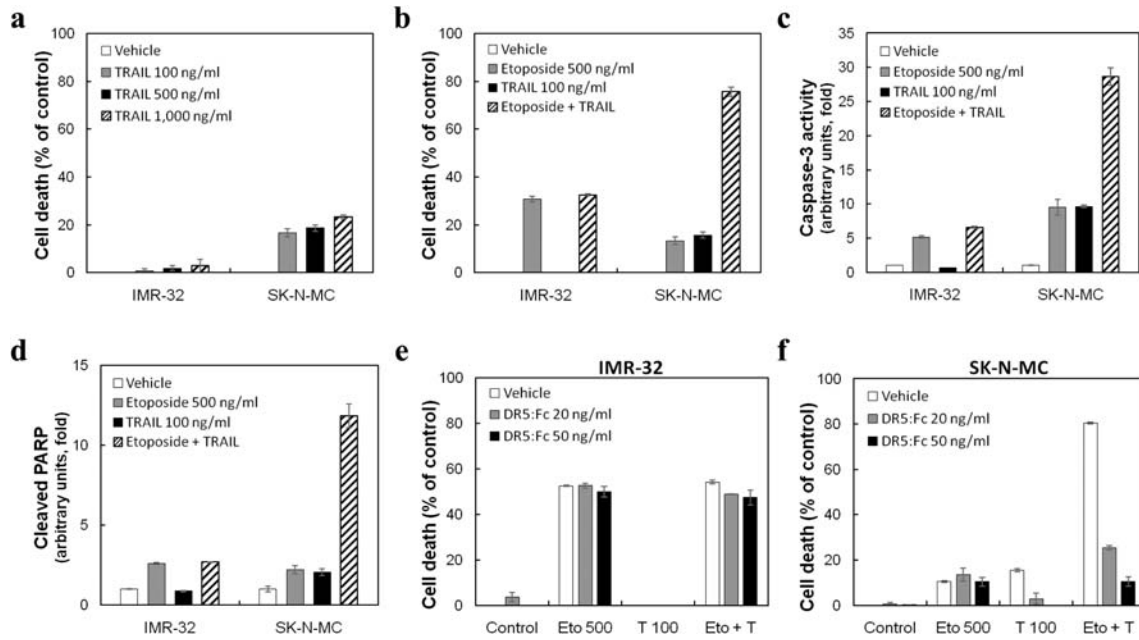 a
Cell death (% of control)
100
80
60
40
20
0
Vehicle
TRAIL 100 ng/ml
TRAIL 500 ng/ml
TRAIL 1,000 ng/ml
IMR-32
SK-N-MC
b
Cell death (% of control)
100
80
60
40
20
0
Vehicle
Etoposide 500 ng/ml
TRAIL 100 ng/ml
Etoposide + TRAIL
IMR-32
SK-N-MC
c
Caspase-3 activity
(arbitrary units, fold)
35
30
25
20
15
10
5
0
Vehicle
Etoposide 500 ng/ml
TRAIL 100 ng/ml
Etoposide + TRAIL
IMR-32
SK-N-MC
d
Cleaved PARP
(arbitrary units, fold)
15
10
5
0
Vehicle
Etoposide 500 ng/ml
TRAIL 100 ng/ml
Etoposide + TRAIL
IMR-32
SK-N-MC
e
IMR-32
Cell death (% of control)
100
80
60
40
20
0
Vehicle
DR5:Fc 20 ng/ml
DR5:Fc 50 ng/ml
Control
Eto 500
T 100
Eto + T
f
SK-N-MC
Cell death (% of control)
100
80
60
40
20
0
Vehicle
DR5:Fc 20 ng/ml
DR5:Fc 50 ng/ml
Control
Eto 500
T 100
Eto + T